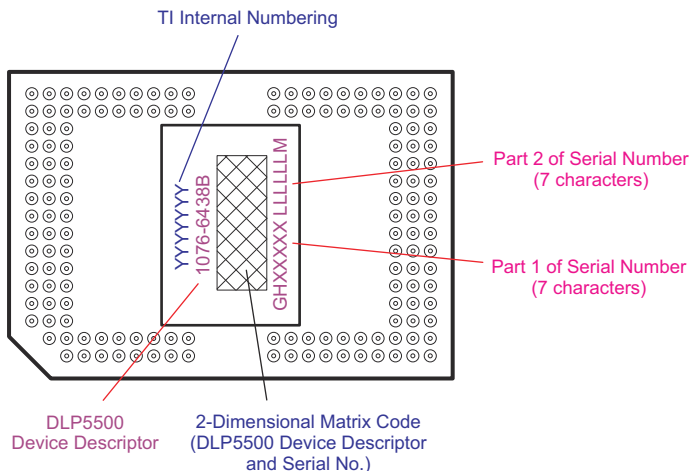 TI Internal Numbering
YYYYYYY
1076-6438B
GHXXXXX LLLLLLM
Part 2 of Serial Number
(7 characters)
Part 1 of Serial Number
(7 characters)
DLP5500
Device Descriptor
2-Dimensional Matrix Code
(DLP5500 Device Descriptor
and Serial No.)